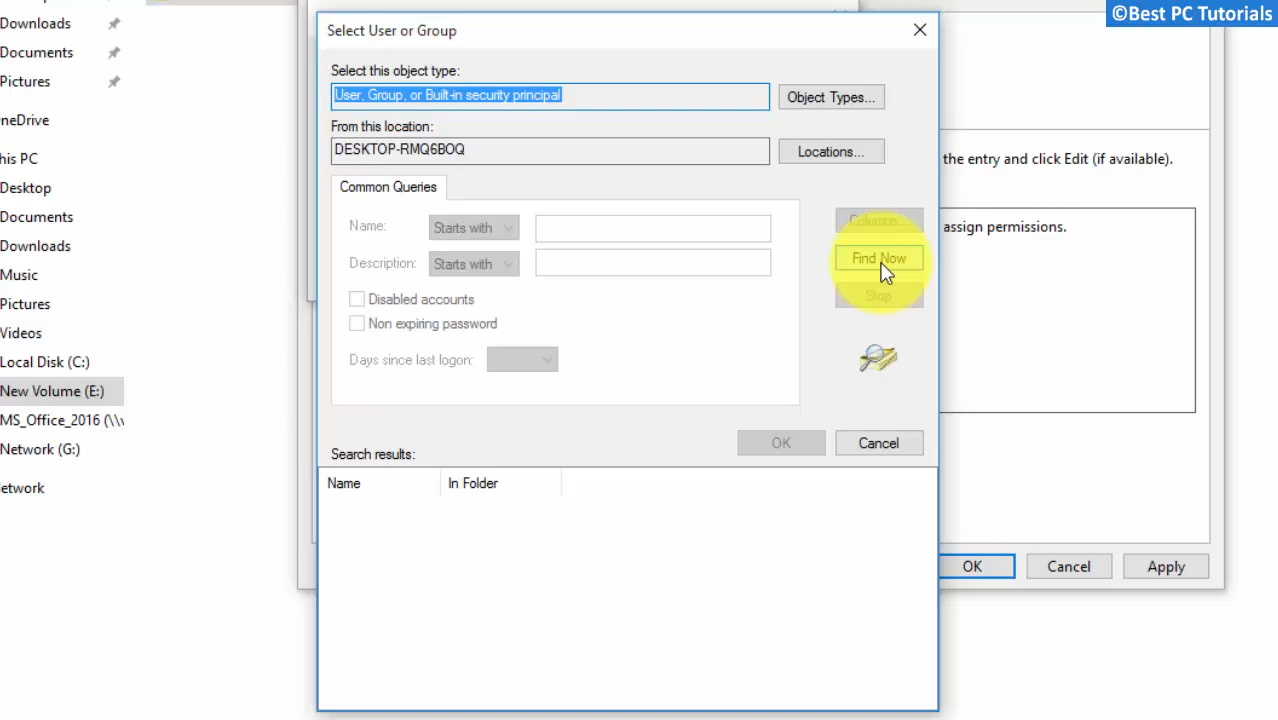 ©Best PC Tutorials
Downloads
Documents
Pictures
neDrive
his PC
Desktop
Documents
Downloads
Music
Pictures
Videos
Local Disk (C:)
New Volume (E:)
MS_Office_2016 (\\
Network (G:)
etwork
Select User or Group
Select this object type:
User, Group, or Built-in security principal
Object Types...
From this location:
DESKTOP-RMQ6BOQ
Locations...
Common Queries
Name:
Starts with
Columns...
Description:
Starts with
Find Now
Disabled accounts
Stop
Non expiring password
Days since last logon:
OK
Cancel
Search results:
Name
In Folder
the entry and click Edit (if available).
assign permissions.
OK
Cancel
Apply